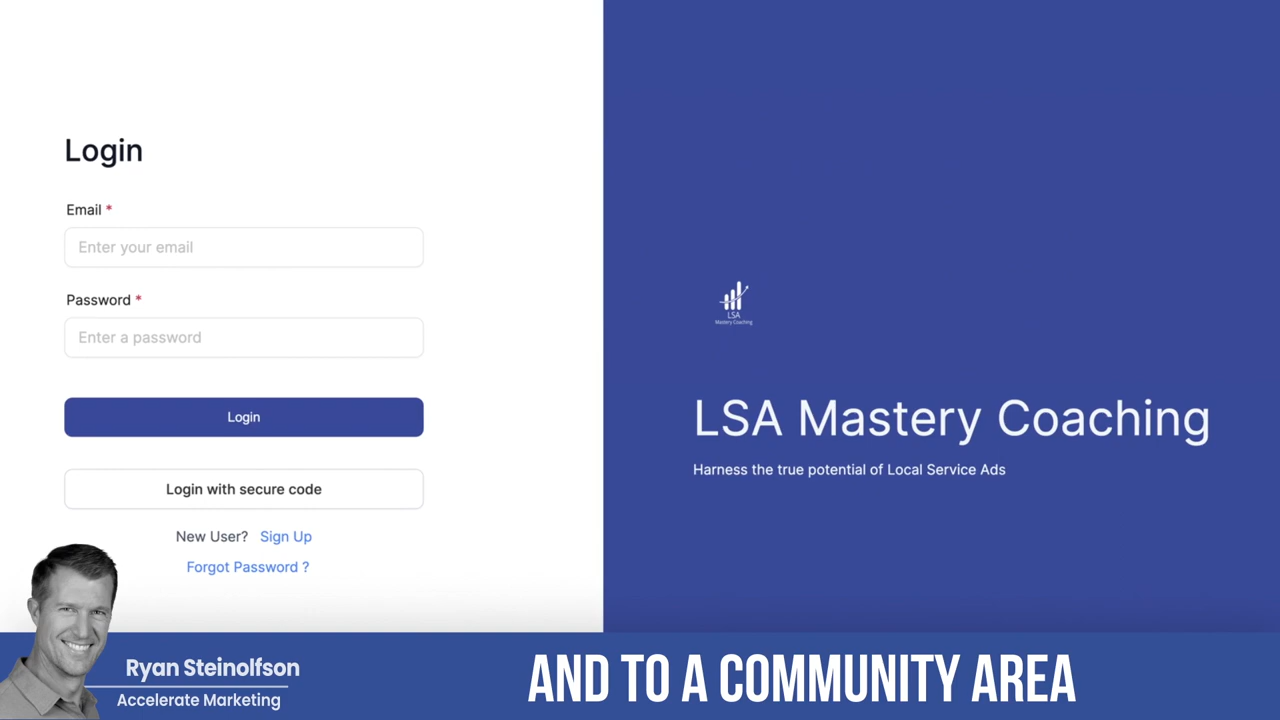 Login
Email *
Enter your email
Password *
Enter a password
Login
Login with secure code
New User? Sign Up
Forgot Password ?
LSA
Mastery Coaching
LSA Mastery Coaching
Harness the true potential of Local Service Ads
Ryan Steinolfson
Accelerate Marketing
AND TO A COMMUNITY AREA